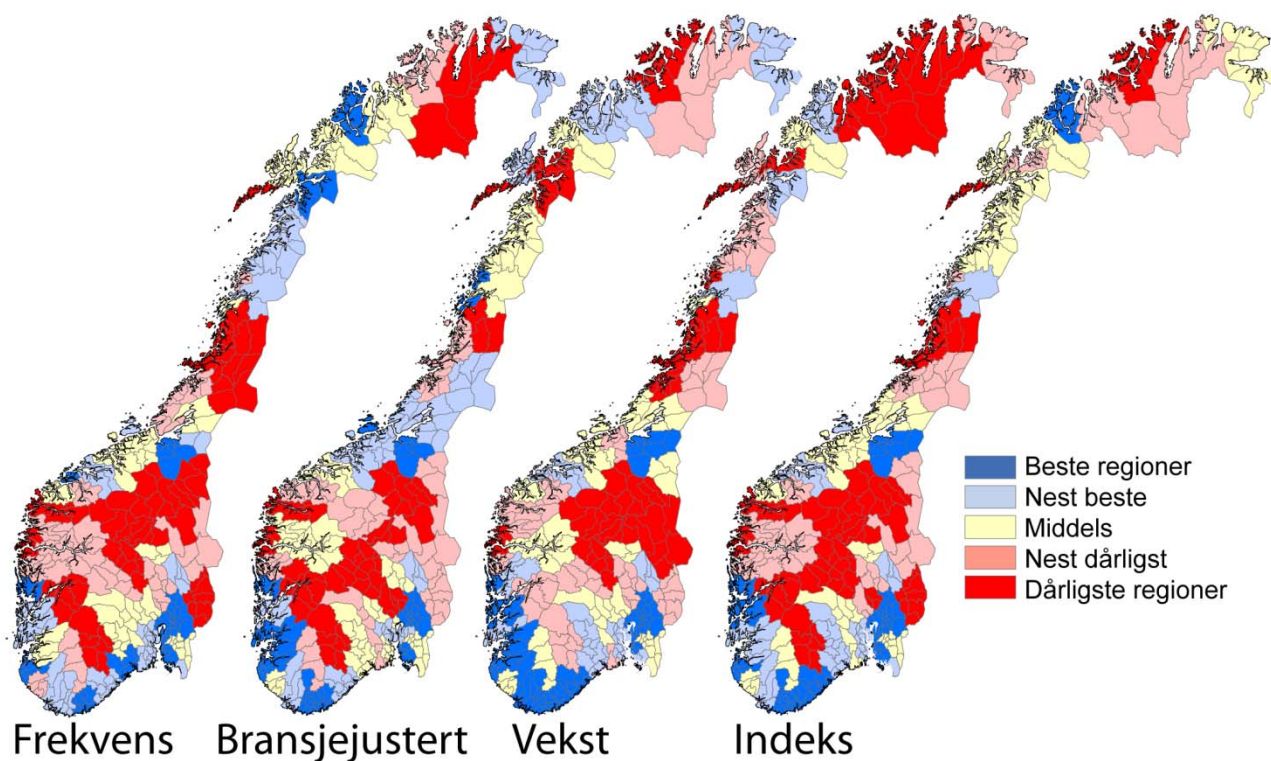 Beste regioner
Nest beste
Middels
Nest dårligst
Dårligste regioner
Frekvens
Bransjejustert
Vekst
Indeks